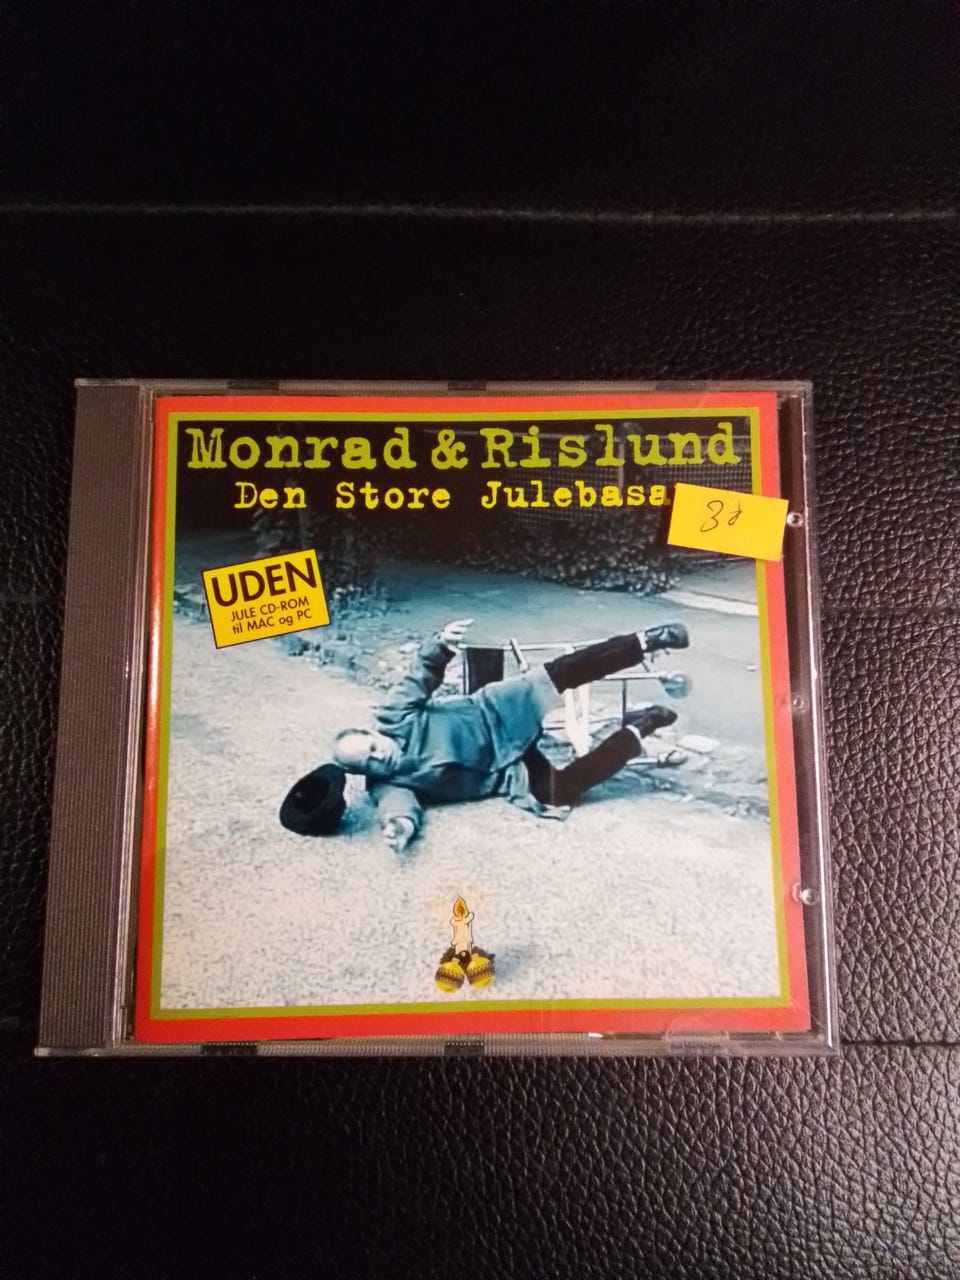 Monrad & Rislund
Den Store Julebasa
UDEN
JULE CD-ROM
til MAC og PC